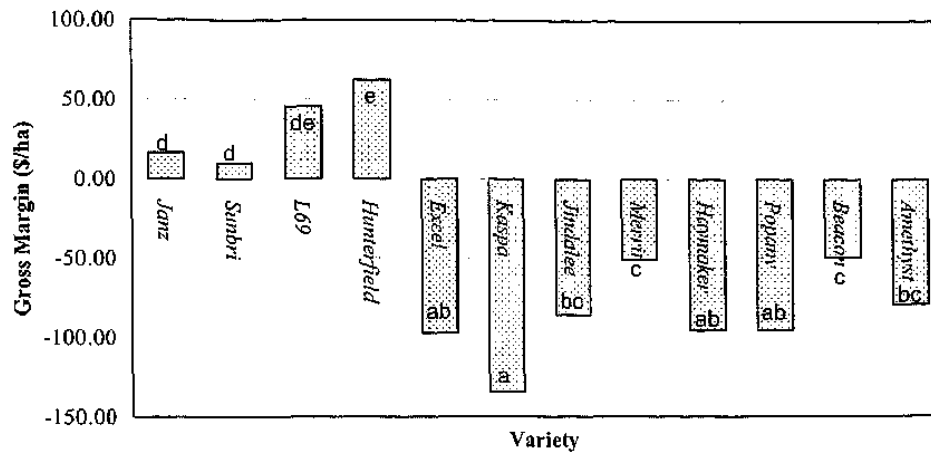 100.00
50.00
0.00
-50.00
-100.00
-150.00
Gross Margin ($/ha)
d
d
de
e
ab
a
bc
c
ab
ab
c
bc
Janz
Sunbri
L69
Hunterfield
Excel
Kaspa
Jindalee
Merrit
Haymaker
Popany
Beacon
Amethyst
Variety